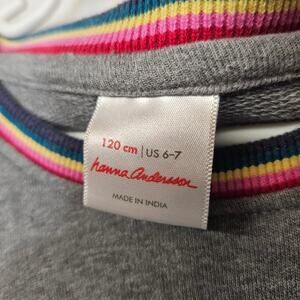 120 cm | US 6-7
hanna Andersson
MADE IN INDIA